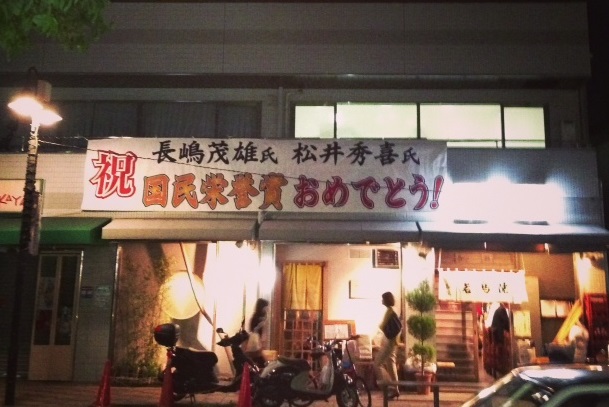 祝
長嶋茂雄氏 松井秀喜氏
国民栄誉賞おめでとう!